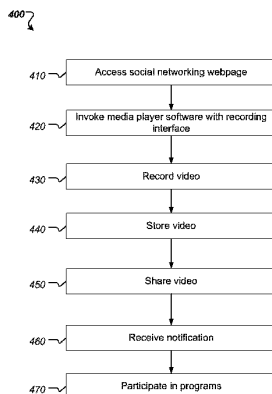 400
410
Access social networking webpage
420
Invoke media player software with recording
interface
430
Record video
440
Store video
450
Share video
460
Receive notification
470
Participate in programs